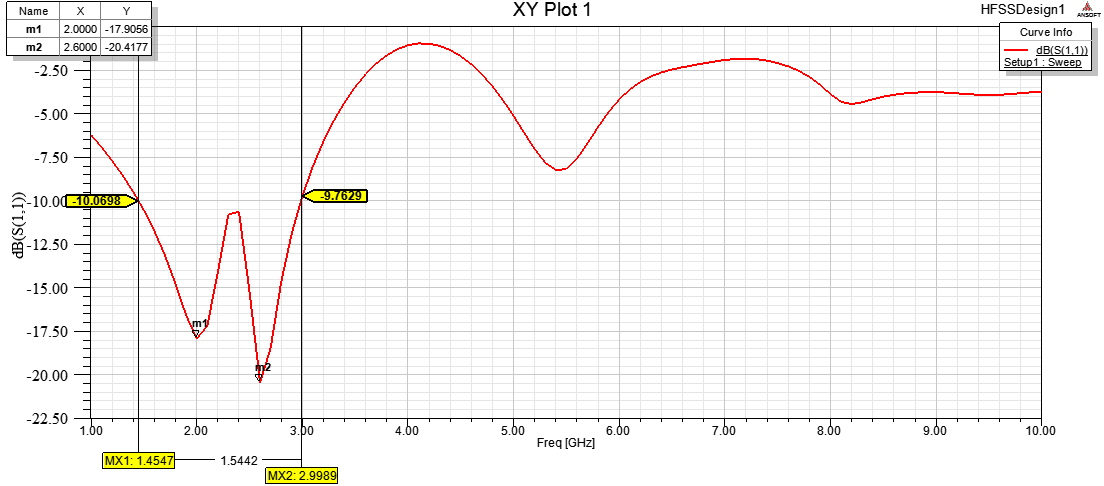 XY Plot 1
HFSSDesign1
ANSOFT
Name X Y
m1 2.0000 -17.9056
m2 2.6000 -20.4177
Curve Info
dB(S(1,1))
Setup1 : Sweep
-2.50
-5.00
-7.50
-10.00
-12.50
-15.00
-17.50
-20.00
-22.50
dB(S(1,1))
-10.0698
-9.7629
m1
m2
1.00 2.00 3.00 4.00 5.00 6.00 7.00 8.00 9.00 10.00
Freq [GHz]
MX1: 1.4547
1.5442
MX2: 2.9989